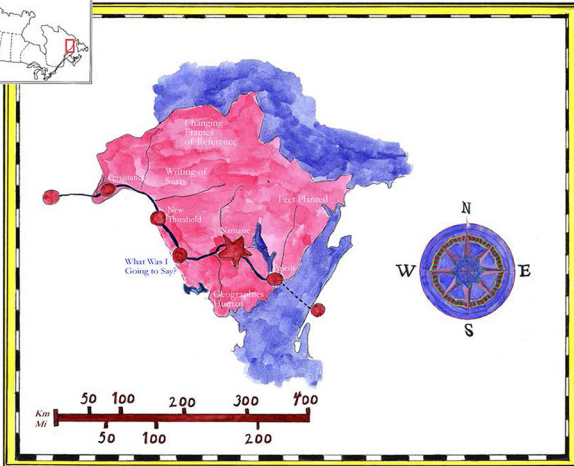 Changing
Frames
of Reference
Writing of
Sorts
Persistance
Feet Planted
New
Threshold
Namaste
What Was I
Going to Say?
Geographies
Human
N
W
E
S
50 100 200 300 400
Km
Mi
50 100 200